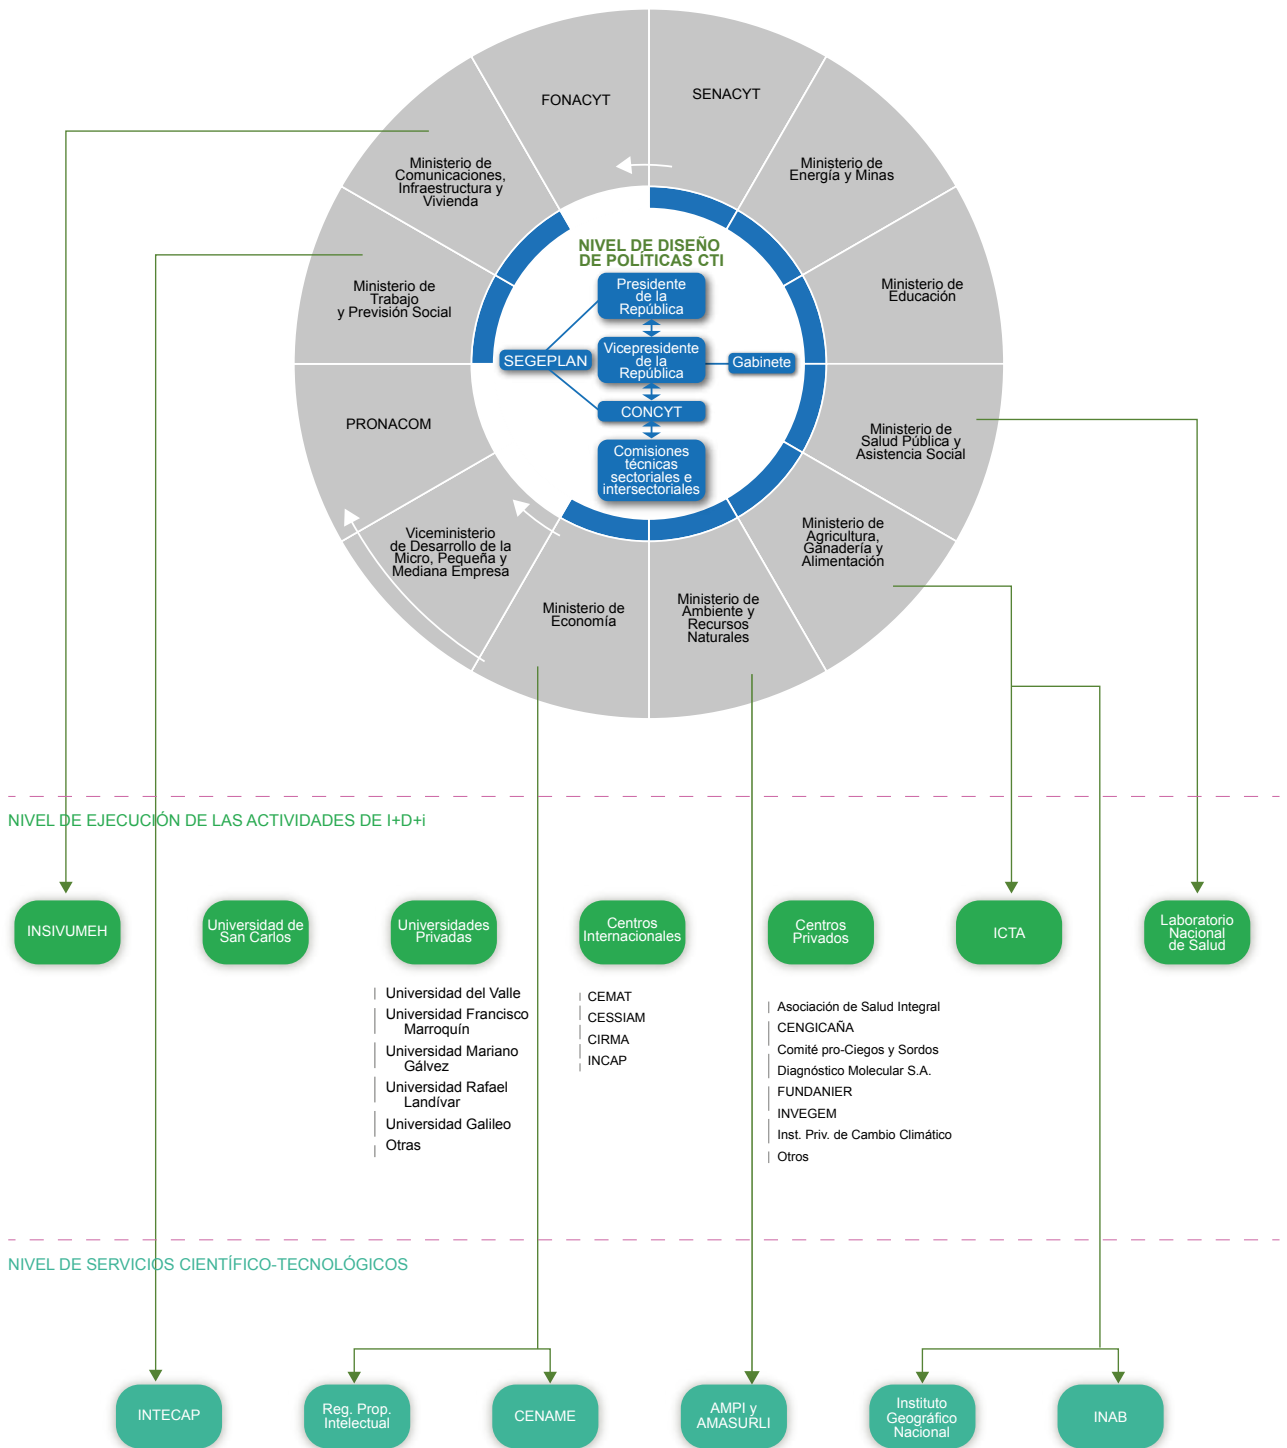 FONACYT
SENACYT
Ministerio de
Energía y Minas
Ministerio de
Educación
Ministerio de
Salud Pública y
Asistencia Social
Ministerio de
Agricultura,
Ganadería y
Alimentación
Ministerio de
Ambiente y
Recursos
Naturales
Ministerio de
Economía
Viceministerio
de Desarrollo de la
Micro, Pequeña y
Mediana Empresa
PRONACOM
Ministerio de
Trabajo
y Previsión Social
Ministerio de
Comunicaciones,
Infraestructura y
Vivienda
NIVEL DE DISEÑO
DE POLÍTICAS CTI
Presidente
de la
República
SEGEPLAN
Vicepresidente
de la
República
Gabinete
CONCYT
Comisiones
técnicas
sectoriales e
intersectoriales
NIVEL DE EJECUCIÓN DE LAS ACTIVIDADES DE I+D+i
INSIVUMEH
Universidad de
San Carlos
Universidades
Privadas
Centros
Internacionales
Centros
Privados
ICTA
Laboratorio
Nacional
de Salud
Universidad del Valle
Universidad Francisco
Marroquín
Universidad Mariano
Gálvez
Universidad Rafael
Landívar
Universidad Galileo
Otras
CEMAT
CESSIAM
CIRMA
INCAP
Asociación de Salud Integral
CENGICAÑA
Comité pro-Ciegos y Sordos
Diagnóstico Molecular S.A.
FUNDANIER
INVEGEM
Inst. Priv. de Cambio Climático
Otros
NIVEL DE SERVICIOS CIENTÍFICO-TECNOLÓGICOS
INTECAP
Reg. Prop.
Intelectual
CENAME
AMPI y
AMASURLI
Instituto
Geográfico
Nacional
INAB